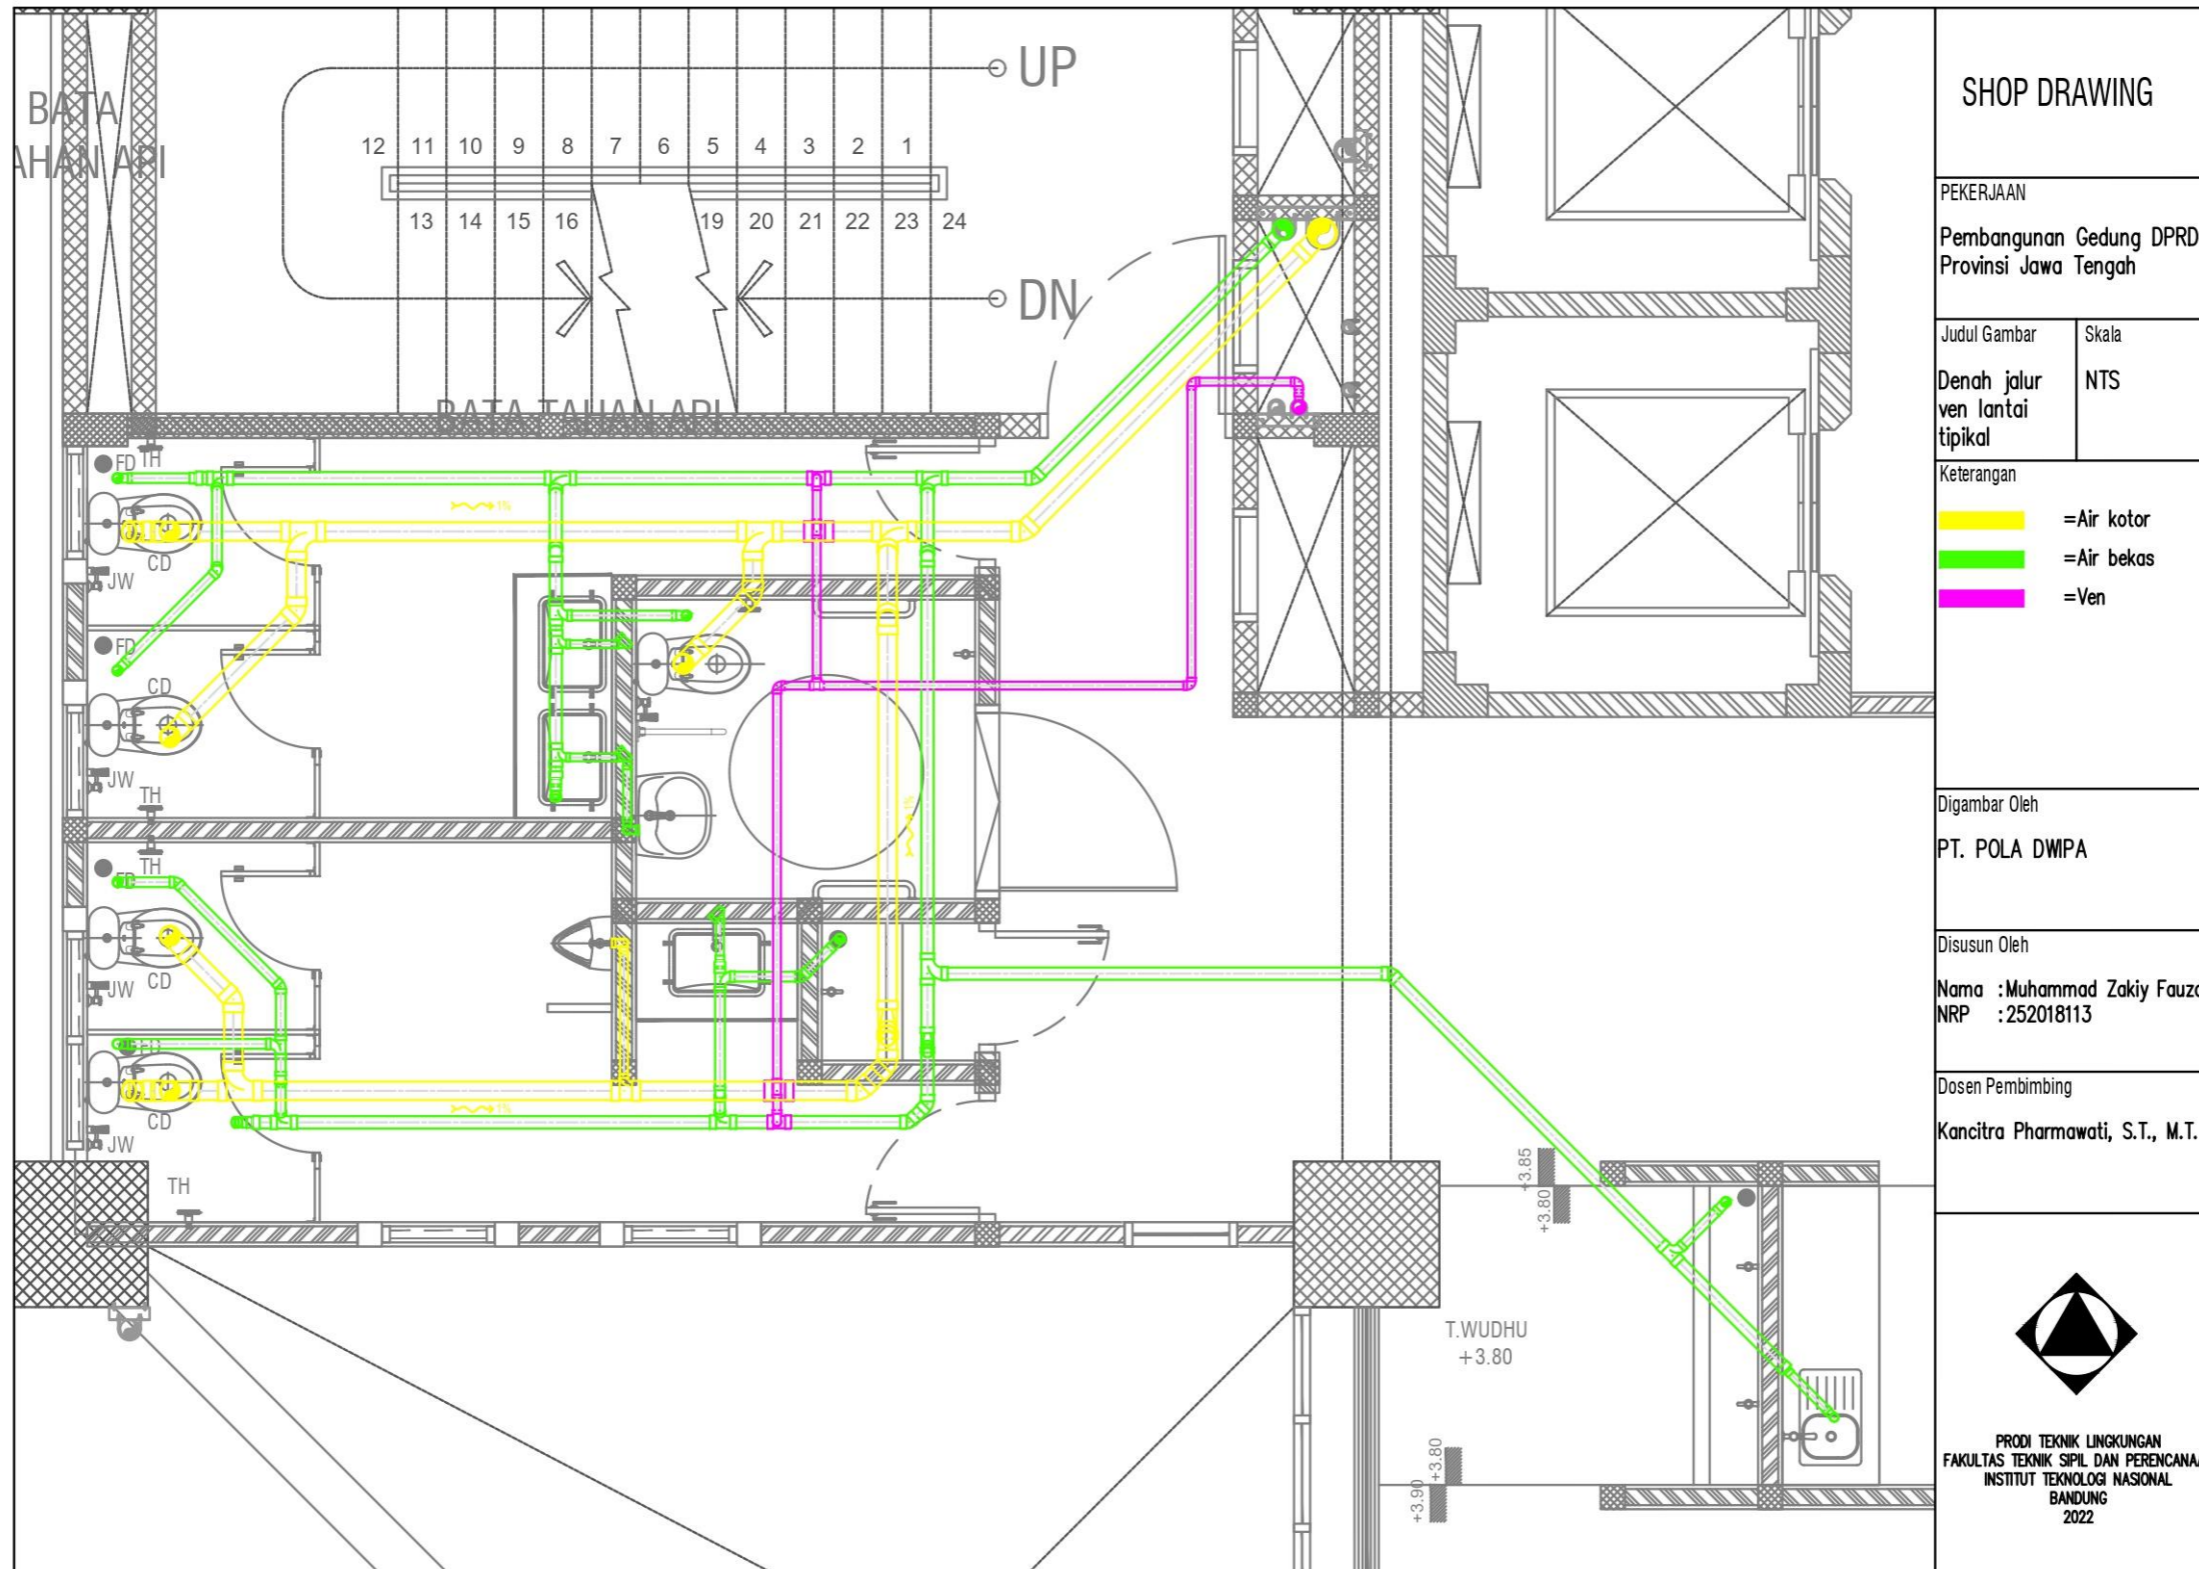 UP
BATA
AHAN API
12 11 10 9 8 7 6 5 4 3 2 1
13 14 15 16 19 20 21 22 23 24
DN
BATA TAHAN API
FD TH
1%
CD
JW
FD
CD
JW
TH
TH
FD
1%
CD
JW
FD
1%
CD
JW
TH
+3.85
+3.80
T.WUDHU
+3.80
+3.80
+3.90
SHOP DRAWING
PEKERJAAN
Pembangunan Gedung DPRD
Provinsi Jawa Tengah
Judul Gambar
Denah jalur
ven lantai
tipikal
Skala
NTS
Keterangan
=Air kotor
=Air bekas
=Ven
Digambar Oleh
PT. POLA DWIPA
Disusun Oleh
Nama :Muhammad Zakiy Fauza
NRP :252018113
Dosen Pembimbing
Kancitra Pharmawati, S.T., M.T.
PRODI TEKNIK LINGKUNGAN
FAKULTAS TEKNIK SIPIL DAN PERENCANAA
INSTITUT TEKNOLOGI NASIONAL
BANDUNG
2022